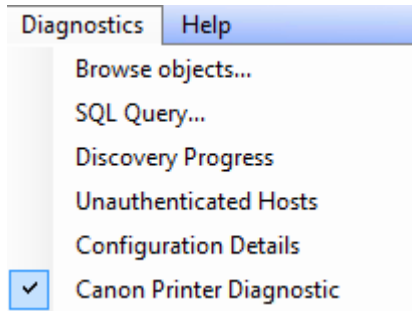 Diagnostics Help
Browse objects...
SQL Query...
Discovery Progress
Unauthenticated Hosts
Configuration Details
Canon Printer Diagnostic